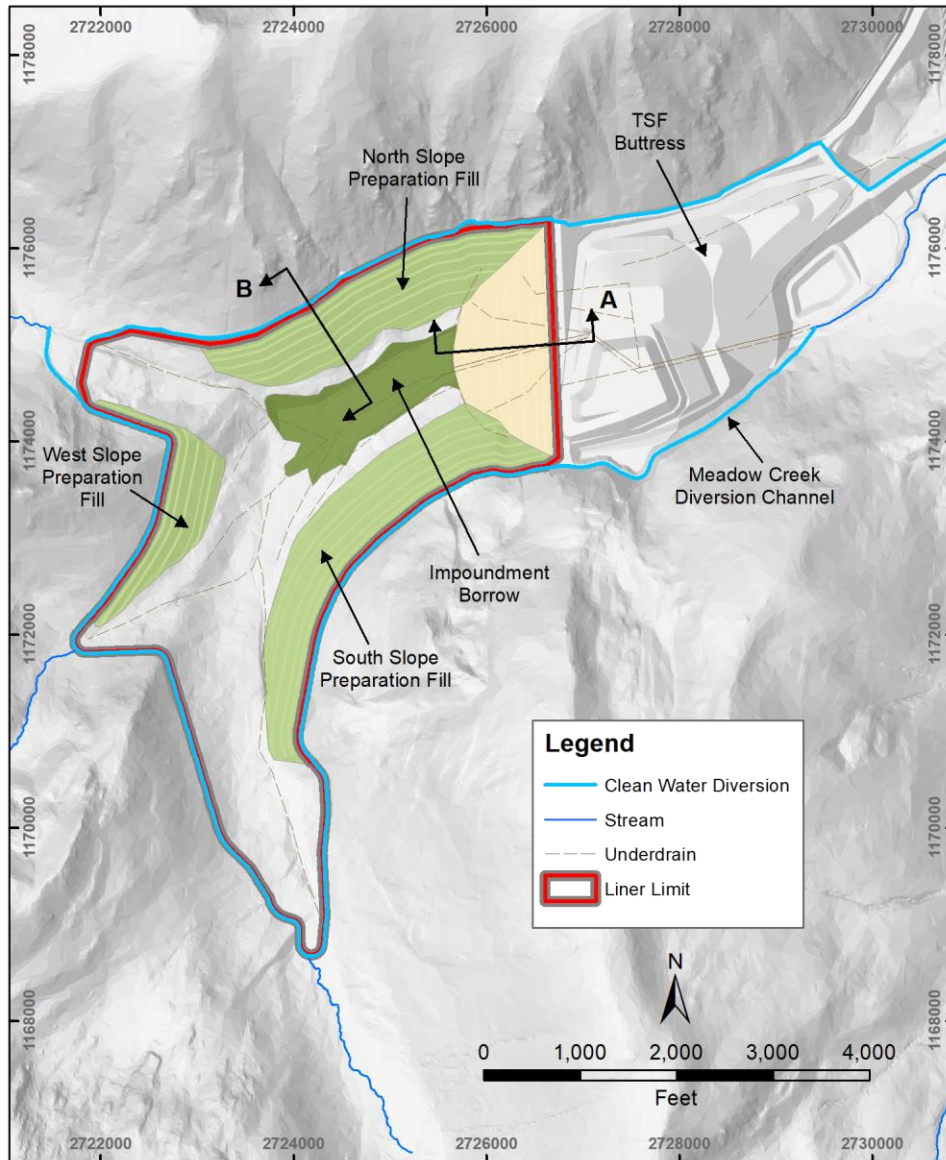 2722000 2724000 2726000 2728000 2730000
1178000
1178000
TSF
Buttress
North Slope
Preparation Fill
1176000
1176000
B
A
1174000
1174000
West Slope
Preparation
Fill
Meadow Creek
Diversion Channel
Impoundment
Borrow
1172000
1172000
South Slope
Preparation Fill
Legend
Clean Water Diversion
Stream
Underdrain
Liner Limit
1170000
1170000
N
1168000
1168000
0 1,000 2,000 3,000 4,000
Feet
2722000 2724000 2726000 2728000 2730000